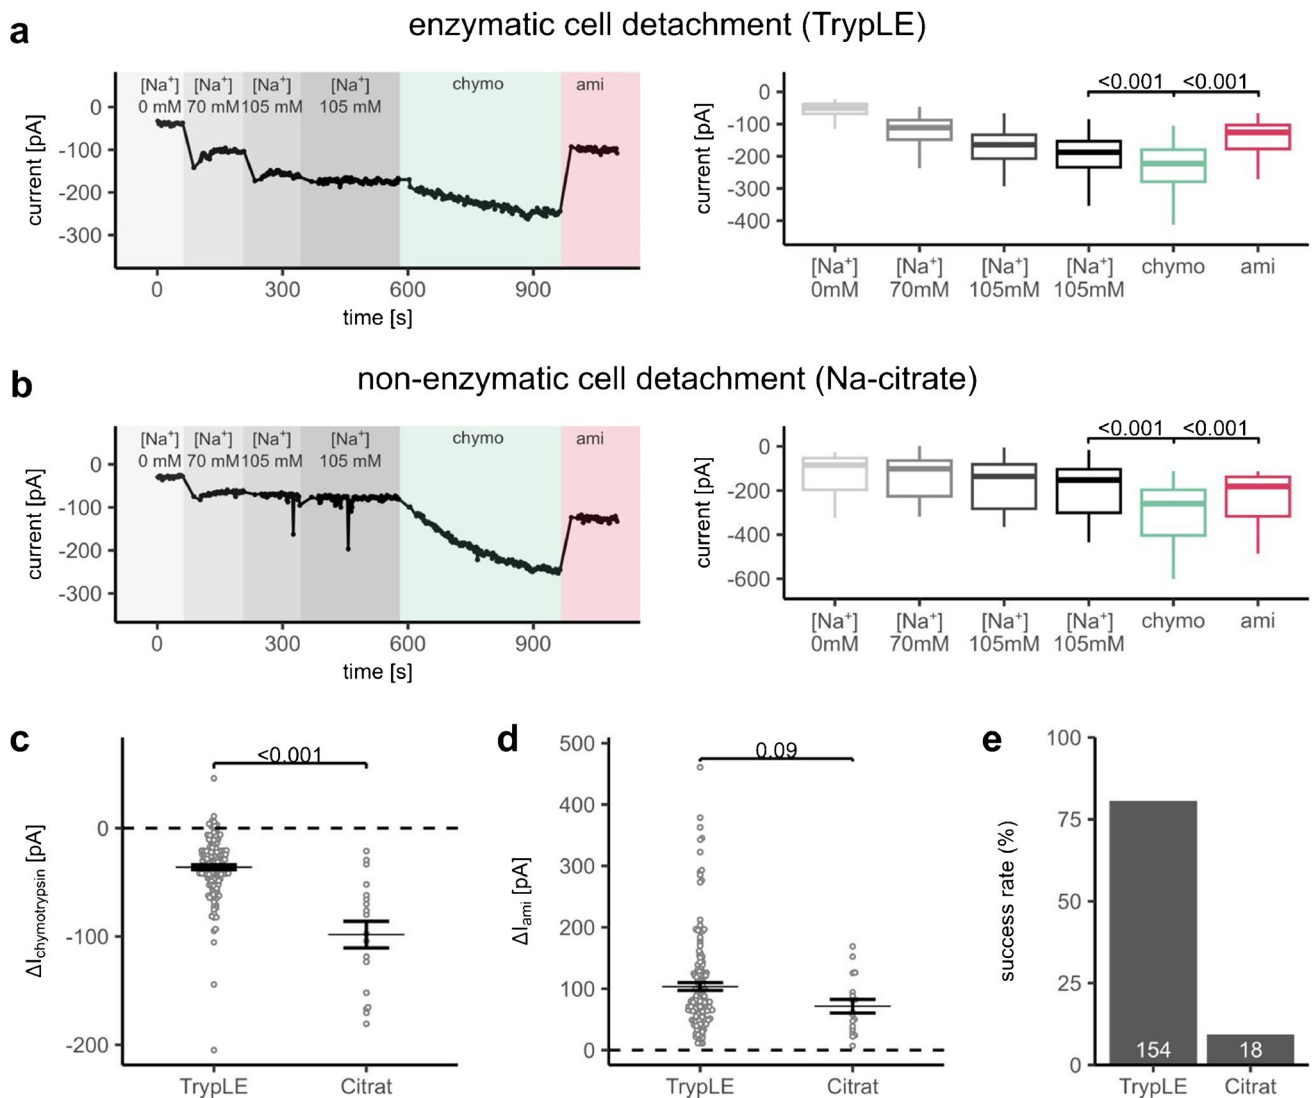 a
enzymatic cell detachment (TrypLE)
[Na⁺] [Na⁺] [Na⁺] [Na⁺] chymo ami
0 mM 70 mM 105 mM 105 mM
0
-100
-200
-300
current [pA]
0 300 600 900
time [s]
<0.001 <0.001
0
-100
-200
-300
-400
current [pA]
[Na⁺] [Na⁺] [Na⁺] [Na⁺] chymo ami
0mM 70mM 105mM 105mM
b
non-enzymatic cell detachment (Na-citrate)
[Na⁺] [Na⁺] [Na⁺] [Na⁺] chymo ami
0 mM 70 mM 105 mM 105 mM
0
-100
-200
-300
current [pA]
0 300 600 900
time [s]
<0.001 <0.001
0
-200
-400
-600
current [pA]
[Na⁺] [Na⁺] [Na⁺] [Na⁺] chymo ami
0mM 70mM 105mM 105mM
c
<0.001
0
-100
-200
ΔIchymotrypsin [pA]
TrypLE Citrat
d
0.09
500
400
300
200
100
0
ΔIami [pA]
TrypLE Citrat
e
100
75
50
25
0
success rate (%)
154 18
TrypLE Citrat